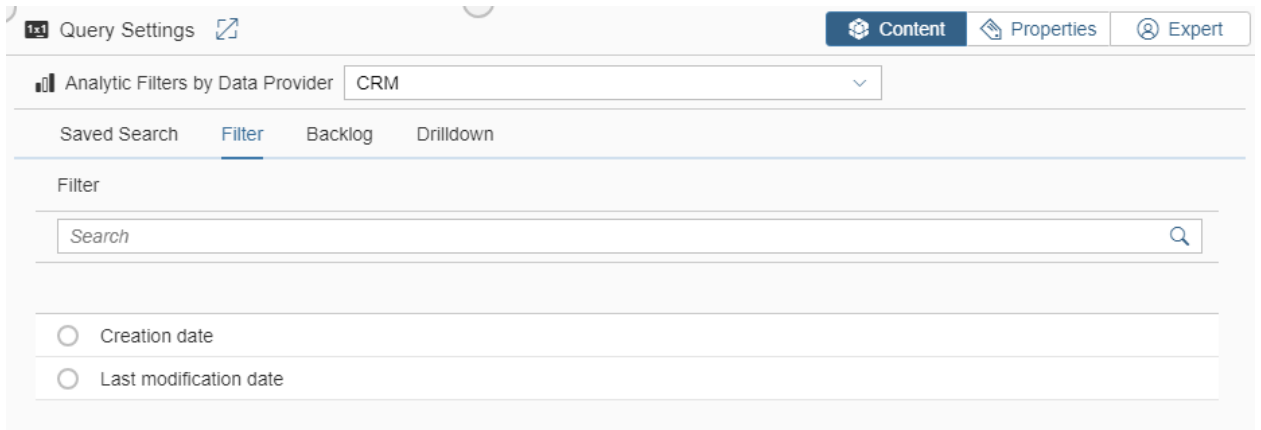 1x1 Query Settings Content Properties Expert
Analytic Filters by Data Provider CRM
Saved Search Filter Backlog Drilldown
Filter
Search
Creation date
Last modification date